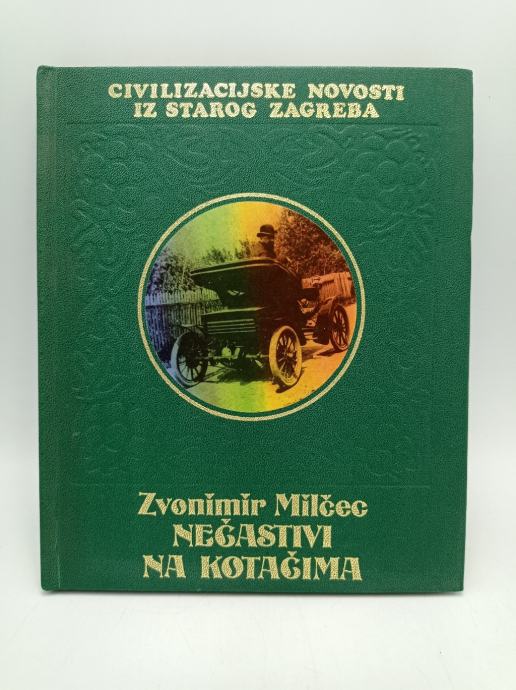 CIVILIZACIJSKE NOVOSTI
IZ STAROG ZAGREBA
Zvonimir Milčec
NEČASTIVI
NA KOTAČIMA